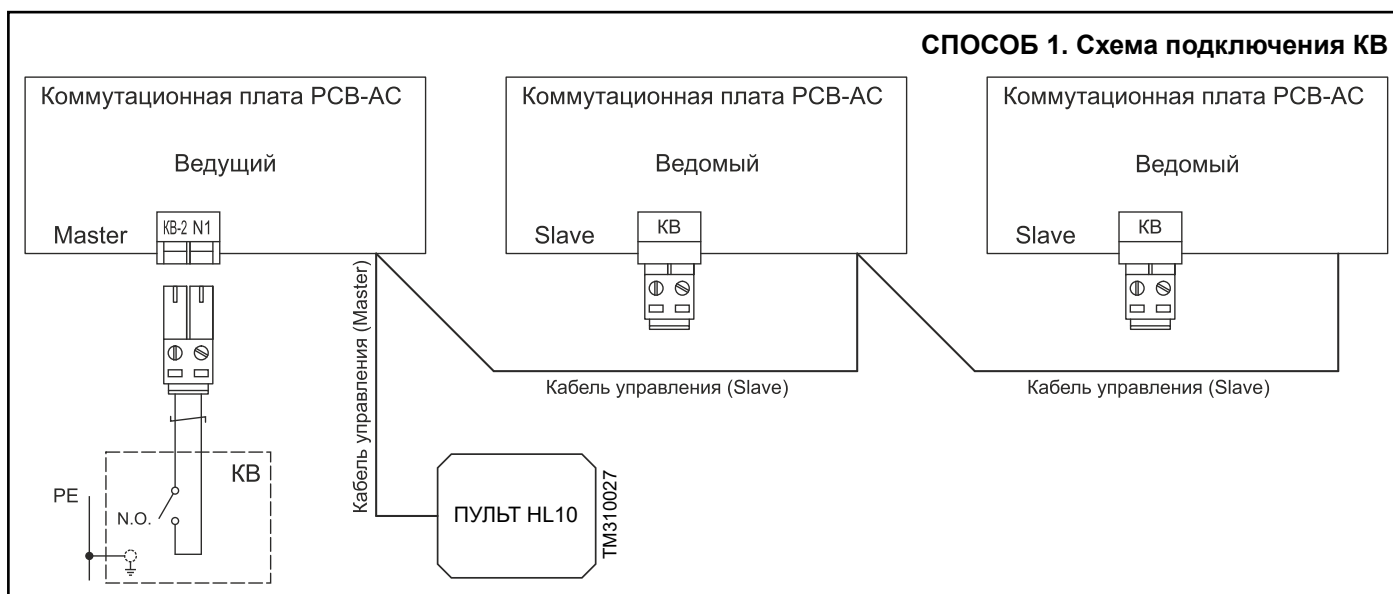 СПОСОБ 1. Схема подключения КВ
Коммутационная плата PCB-AC
Ведущий
Master
КВ-2 N1
Коммутационная плата PCB-AC
Ведомый
Slave
КВ
Коммутационная плата PCB-AC
Ведомый
Slave
КВ
Кабель управления (Master)
Кабель управления (Slave)
Кабель управления (Slave)
КВ
PE
N.O.
ПУЛЬТ HL10
TM310027